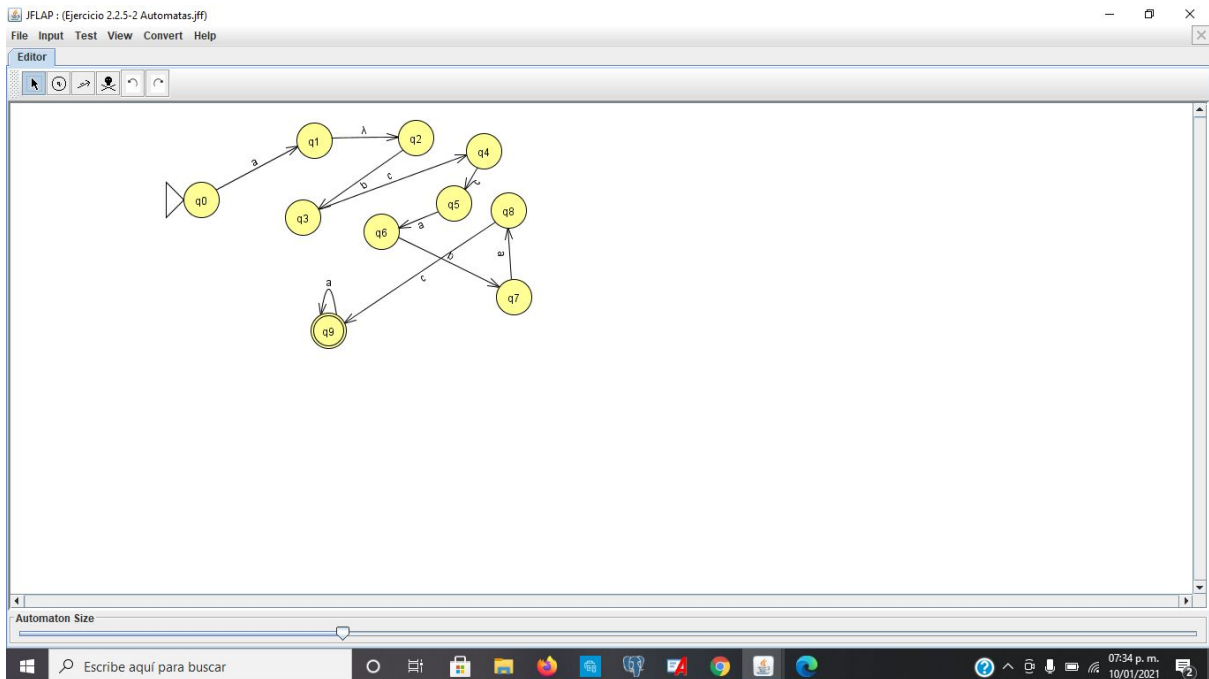 JFLAP : (Ejercicio 2.2.5-2 Automatas.jff)
File Input Test View Convert Help
Editor
a
λ
b
c
c
a
b
a
c
a
q0
q1
q2
q3
q4
q5
q6
q7
q8
q9
Automaton Size
Escribe aquí para buscar
07:34 p. m.
10/01/2021
2